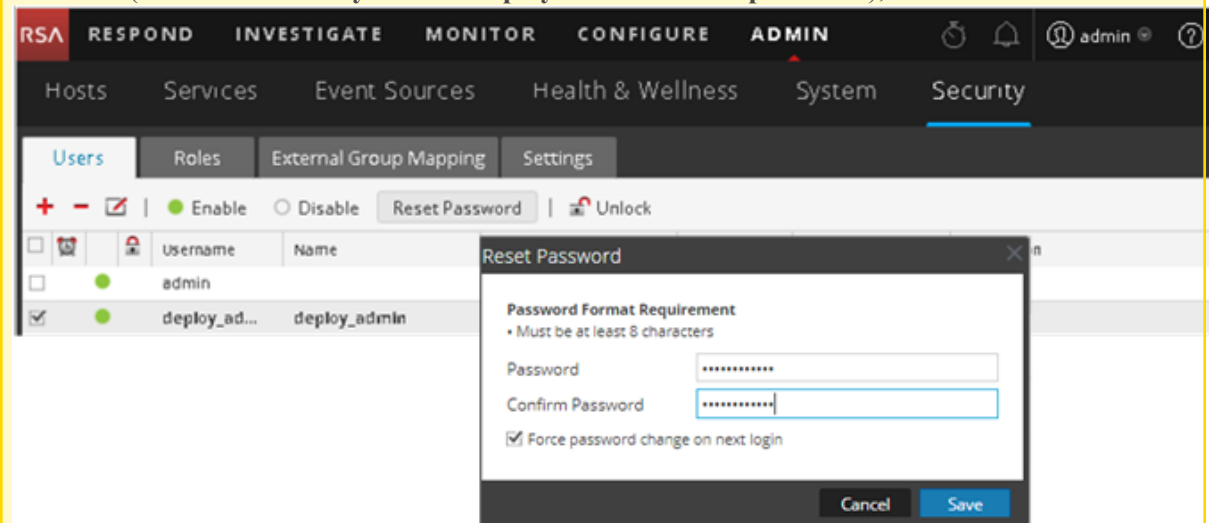 RSA RESPOND INVESTIGATE MONITOR CONFIGURE ADMIN admin
Hosts Services Event Sources Health & Wellness System Security
Users Roles External Group Mapping Settings
Enable Disable Reset Password Unlock
Username Name
Reset Password
admin
deploy_ad... deploy_admin
Password Format Requirement
• Must be at least 8 characters
Password
Confirm Password
Force password change on next login
Cancel Save